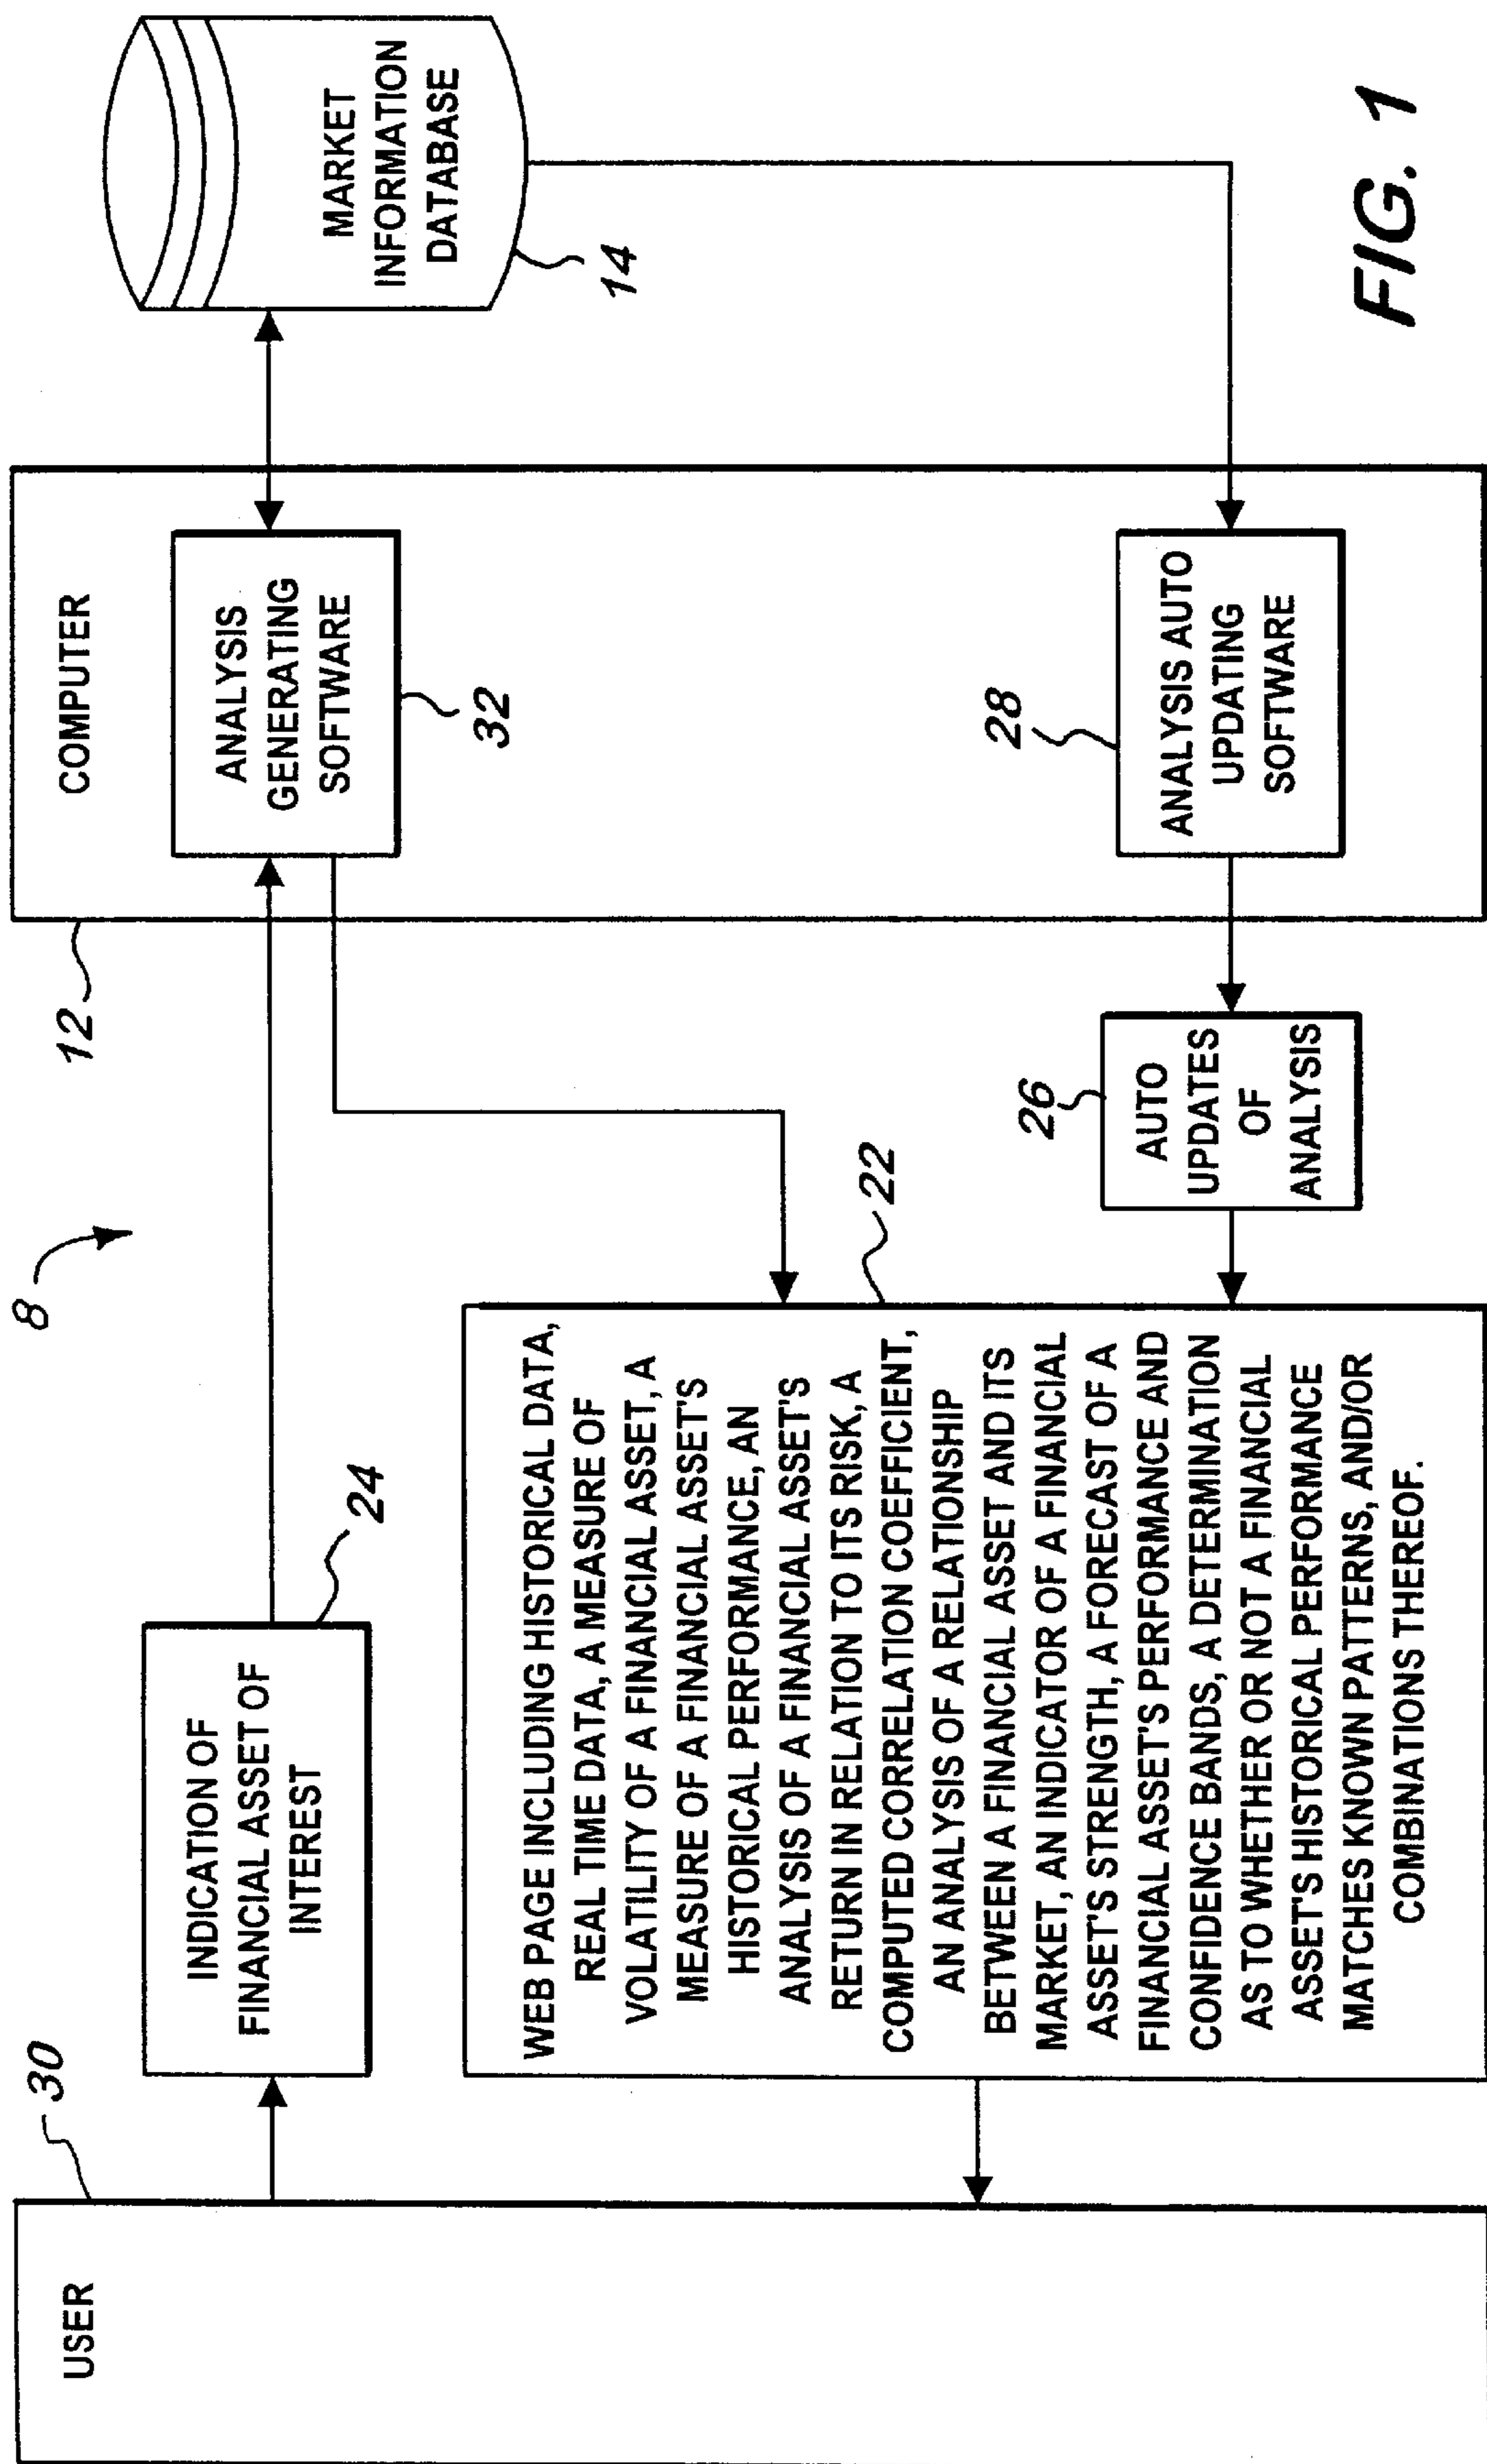 USER
30
INDICATION OF
FINANCIAL ASSET OF
INTEREST
24
8
12
COMPUTER
ANALYSIS
GENERATING
SOFTWARE
32
MARKET
INFORMATION
DATABASE
14
WEB PAGE INCLUDING HISTORICAL DATA,
REAL TIME DATA, A MEASURE OF
VOLATILITY OF A FINANCIAL ASSET, A
MEASURE OF A FINANCIAL ASSET'S
HISTORICAL PERFORMANCE, AN
ANALYSIS OF A FINANCIAL ASSET'S
RETURN IN RELATION TO ITS RISK, A
COMPUTED CORRELATION COEFFICIENT,
AN ANALYSIS OF A RELATIONSHIP
BETWEEN A FINANCIAL ASSET AND ITS
MARKET, AN INDICATOR OF A FINANCIAL
ASSET'S STRENGTH, A FORECAST OF A
FINANCIAL ASSET'S PERFORMANCE AND
CONFIDENCE BANDS, A DETERMINATION
AS TO WHETHER OR NOT A FINANCIAL
ASSET'S HISTORICAL PERFORMANCE
MATCHES KNOWN PATTERNS, AND/OR
COMBINATIONS THEREOF.
22
26
AUTO
UPDATES
OF
ANALYSIS
28
ANALYSIS AUTO
UPDATING
SOFTWARE
FIG. 1